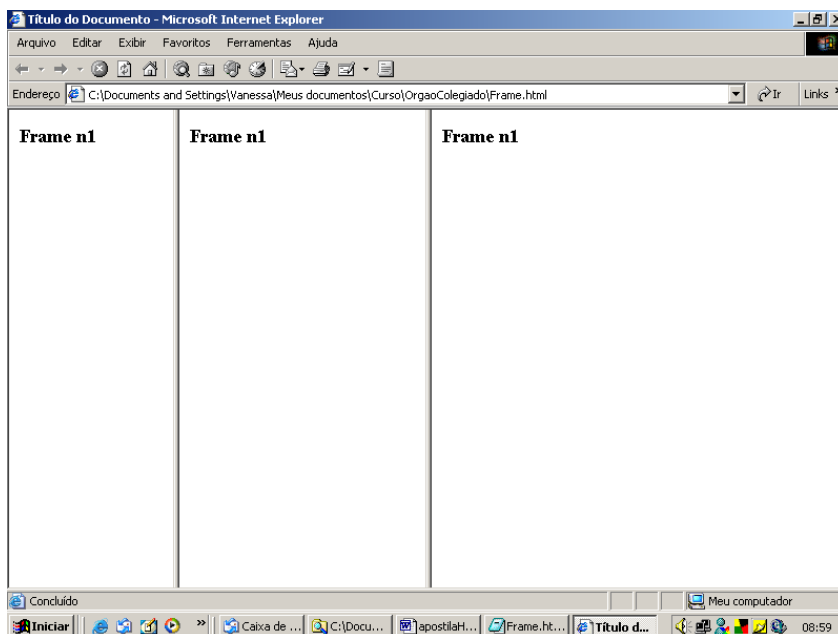 Título do Documento - Microsoft Internet Explorer
Arquivo Editar Exibir Favoritos Ferramentas Ajuda
Endereço C:\Documents and Settings\Vanessa\Meus documentos\Curso\OrgaoColegiado\Frame.html Ir Links »
Frame n1 Frame n1 Frame n1
Concluído Meu computador
Iniciar » Caixa de ... C:\Docu... apostilaH... Frame.ht... Título d... 08:59